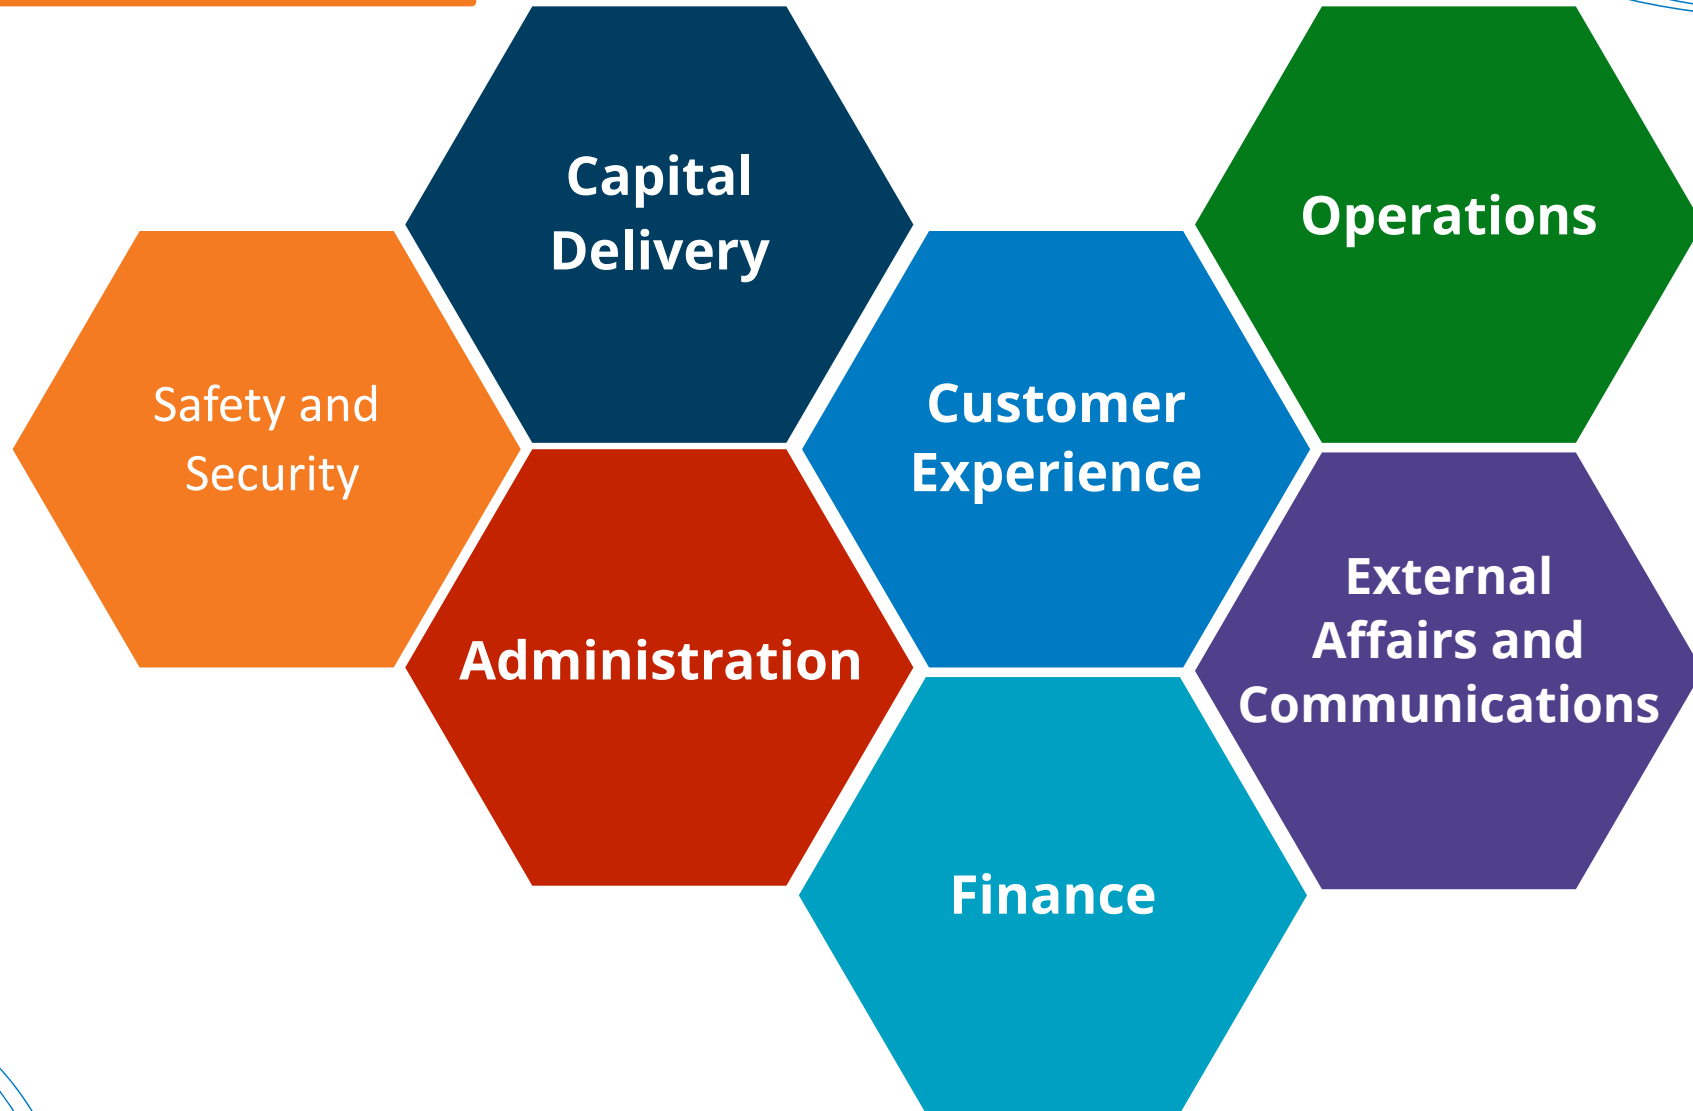 Capital
Delivery
Operations
Safety and
Security
Customer
Experience
External
Affairs and
Communications
Administration
Finance